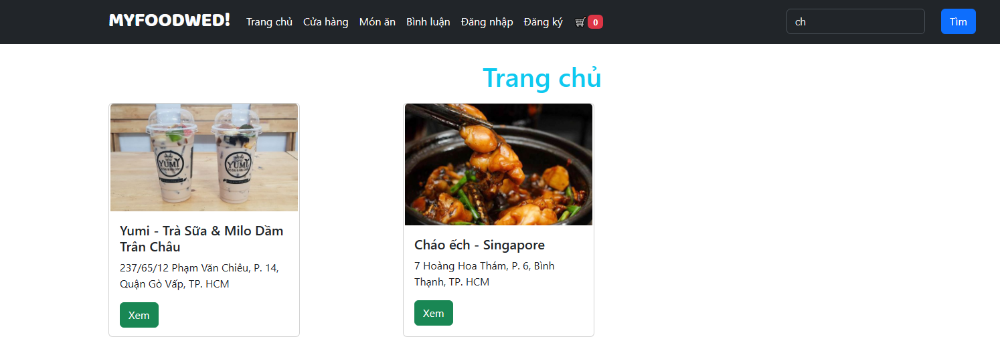 MYFOODWED! Trang chủ Cửa hàng Món ăn Bình luận Đăng nhập Đăng ký 0 ch Tìm
Trang chủ
YUMI
YUMI
Yumi - Trà Sữa & Milo Dầm
Trân Châu
237/65/12 Phạm Văn Chiêu, P. 14,
Quận Gò Vấp, TP. HCM
Xem
Cháo ếch - Singapore
7 Hoàng Hoa Thám, P. 6, Bình
Thạnh, TP. HCM
Xem